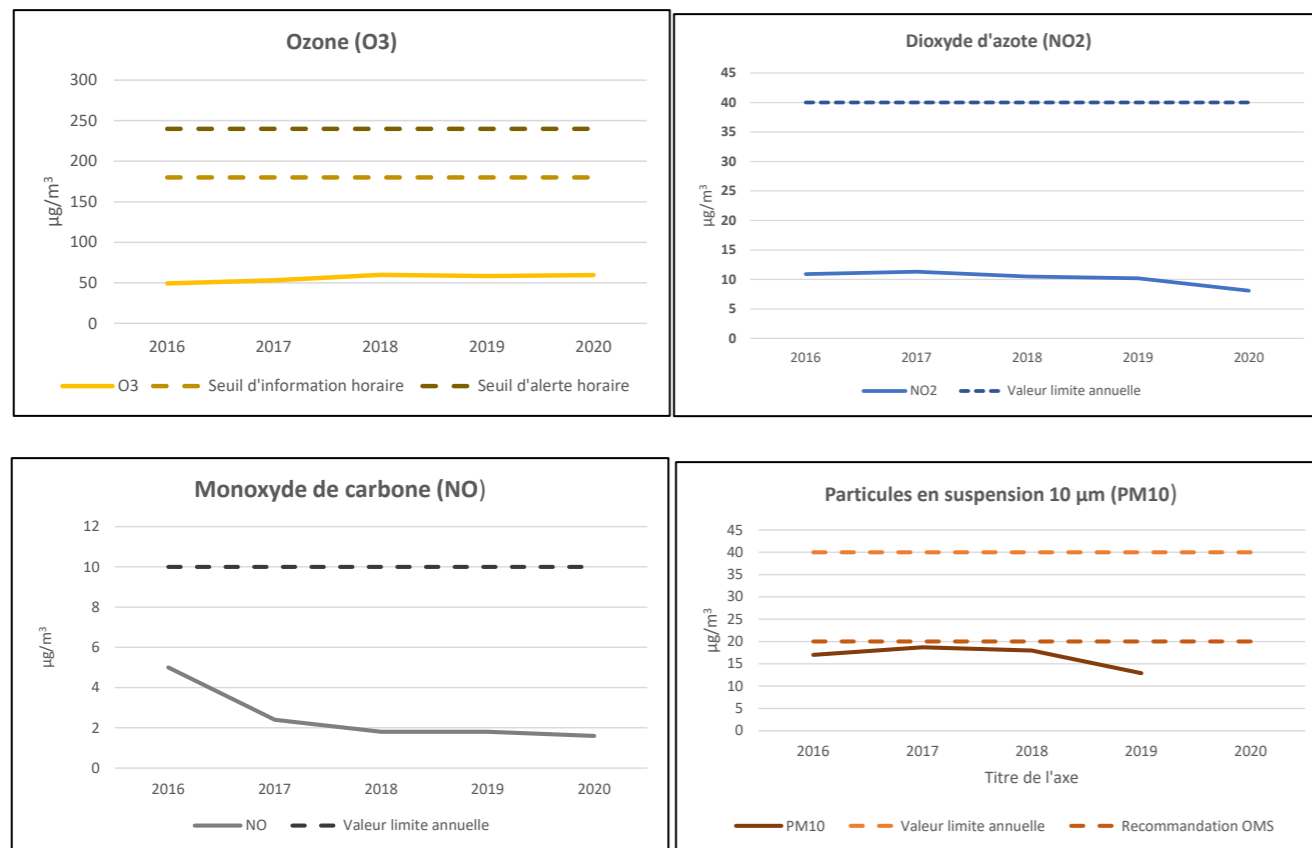 Ozone (O3)
300
250
200
150
100
50
0
µg/m³
2016 2017 2018 2019 2020
O3 Seuil d'information horaire Seuil d'alerte horaire
Dioxyde d'azote (NO2)
45
40
35
30
25
20
15
10
5
0
µg/m³
2016 2017 2018 2019 2020
NO2 Valeur limite annuelle
Monoxyde de carbone (NO)
12
10
8
6
4
2
0
µg/m³
2016 2017 2018 2019 2020
NO Valeur limite annuelle
Particules en suspension 10 µm (PM10)
45
40
35
30
25
20
15
10
5
0
µg/m³
2016 2017 2018 2019 2020
Titre de l'axe
PM10 Valeur limite annuelle Recommandation OMS